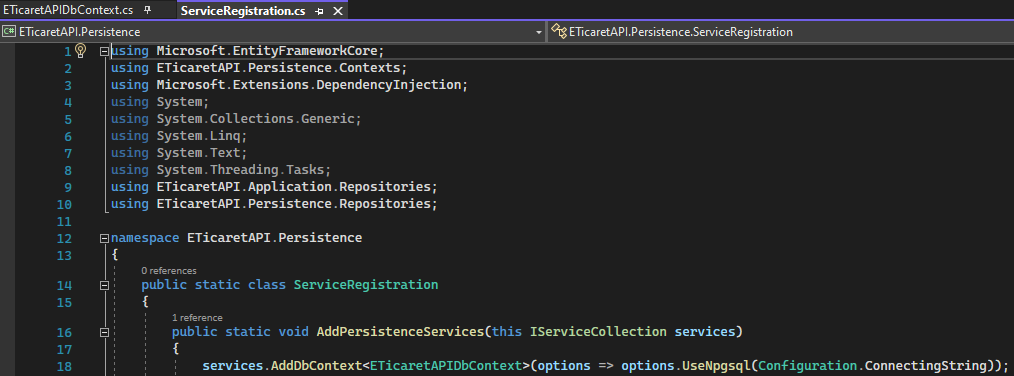 ETicaretAPIDbContext.cs ServiceRegistration.cs
C# ETicaretAPI.Persistence ETicaretAPI.Persistence.ServiceRegistration
1 using Microsoft.EntityFrameworkCore;
2 using ETicaretAPI.Persistence.Contexts;
3 using Microsoft.Extensions.DependencyInjection;
4 using System;
5 using System.Collections.Generic;
6 using System.Linq;
7 using System.Text;
8 using System.Threading.Tasks;
9 using ETicaretAPI.Application.Repositories;
10 using ETicaretAPI.Persistence.Repositories;
11
12 namespace ETicaretAPI.Persistence
13 {
0 references
14 public static class ServiceRegistration
15 {
1 reference
16 public static void AddPersistenceServices(this IServiceCollection services)
17 {
18 services.AddDbContext<ETicaretAPIDbContext>(options => options.UseNpgsql(Configuration.ConnectingString));